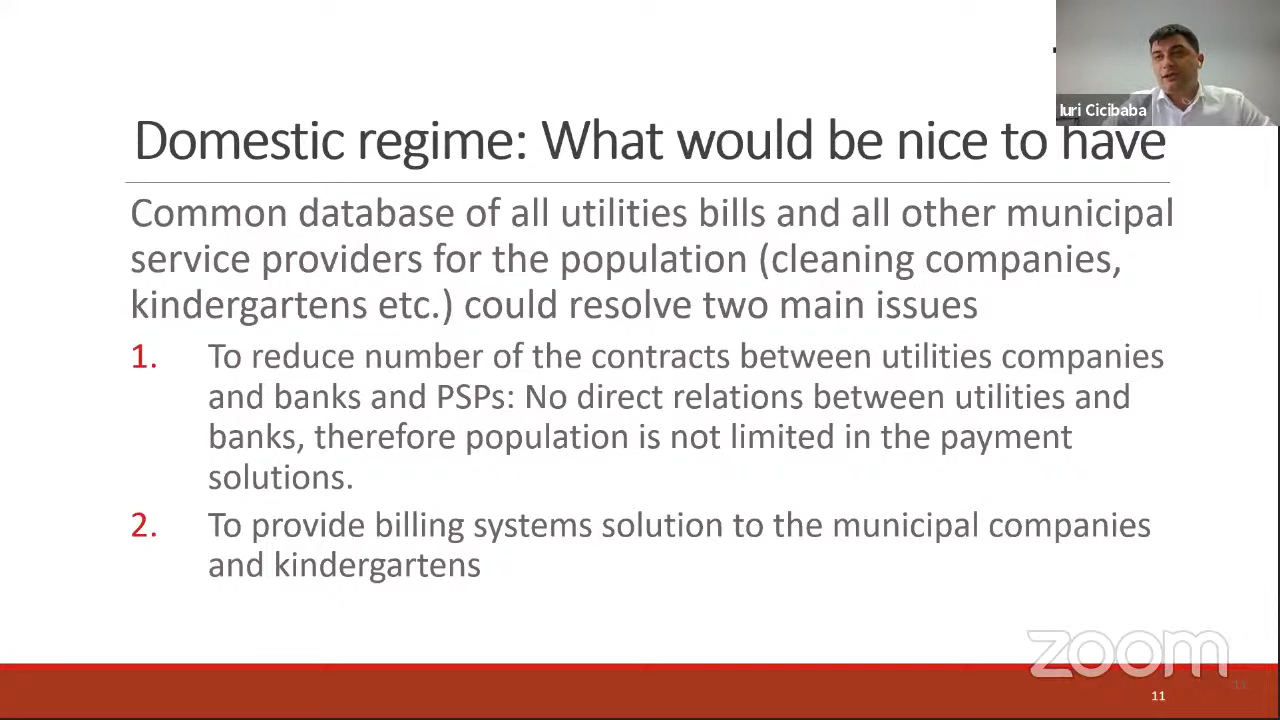 Iuri Cicibaba
Domestic regime: What would be nice to have
Common database of all utilities bills and all other municipal
service providers for the population (cleaning companies,
kindergartens etc.) could resolve two main issues
1. To reduce number of the contracts between utilities companies
and banks and PSPs: No direct relations between utilities and
banks, therefore population is not limited in the payment
solutions.
2. To provide billing systems solution to the municipal companies
and kindergartens
zoom
11
11